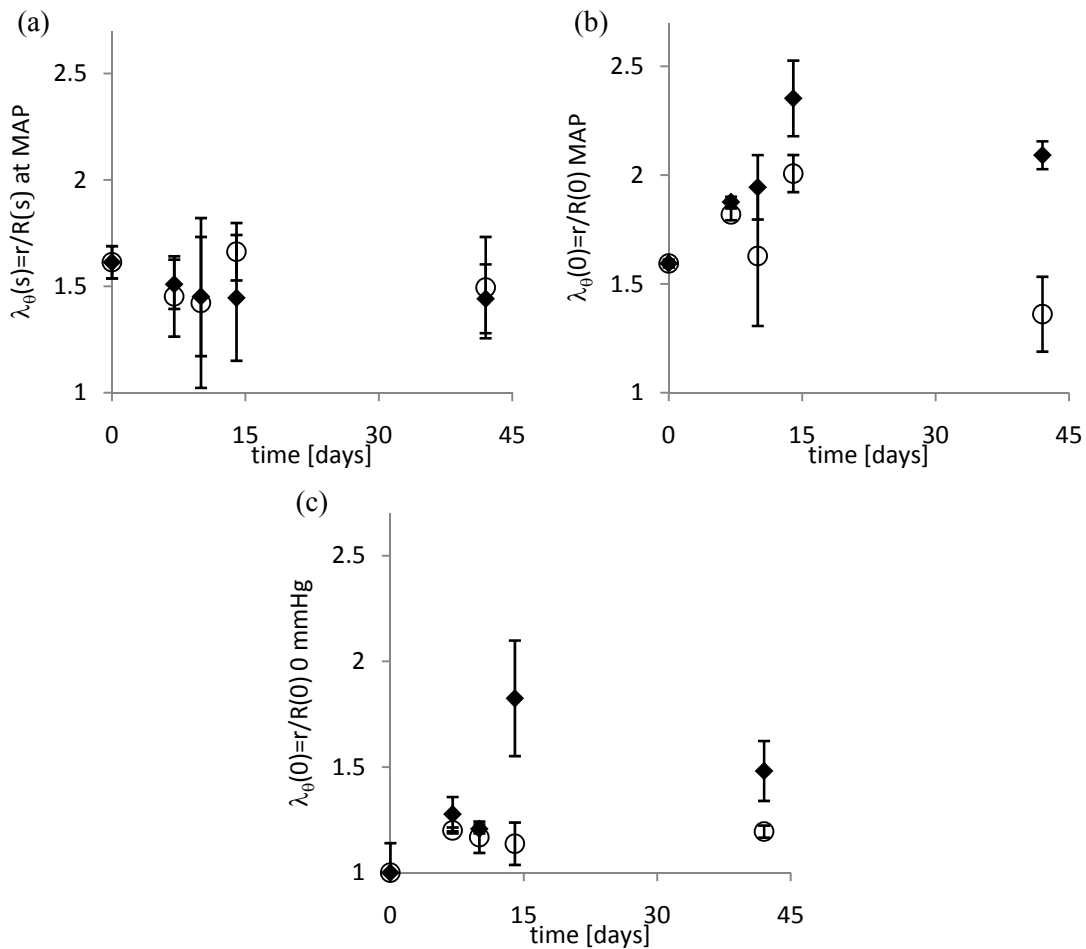 (a)
2.5
2
1.5
1
λθ(s)=r/R(s) at MAP
0 15 30 45
time [days]
(b)
2.5
2
1.5
1
λθ(0)=r/R(0) MAP
0 15 30 45
time [days]
(c)
2.5
2
1.5
1
λθ(0)=r/R(0) 0 mmHg
0 15 30 45
time [days]